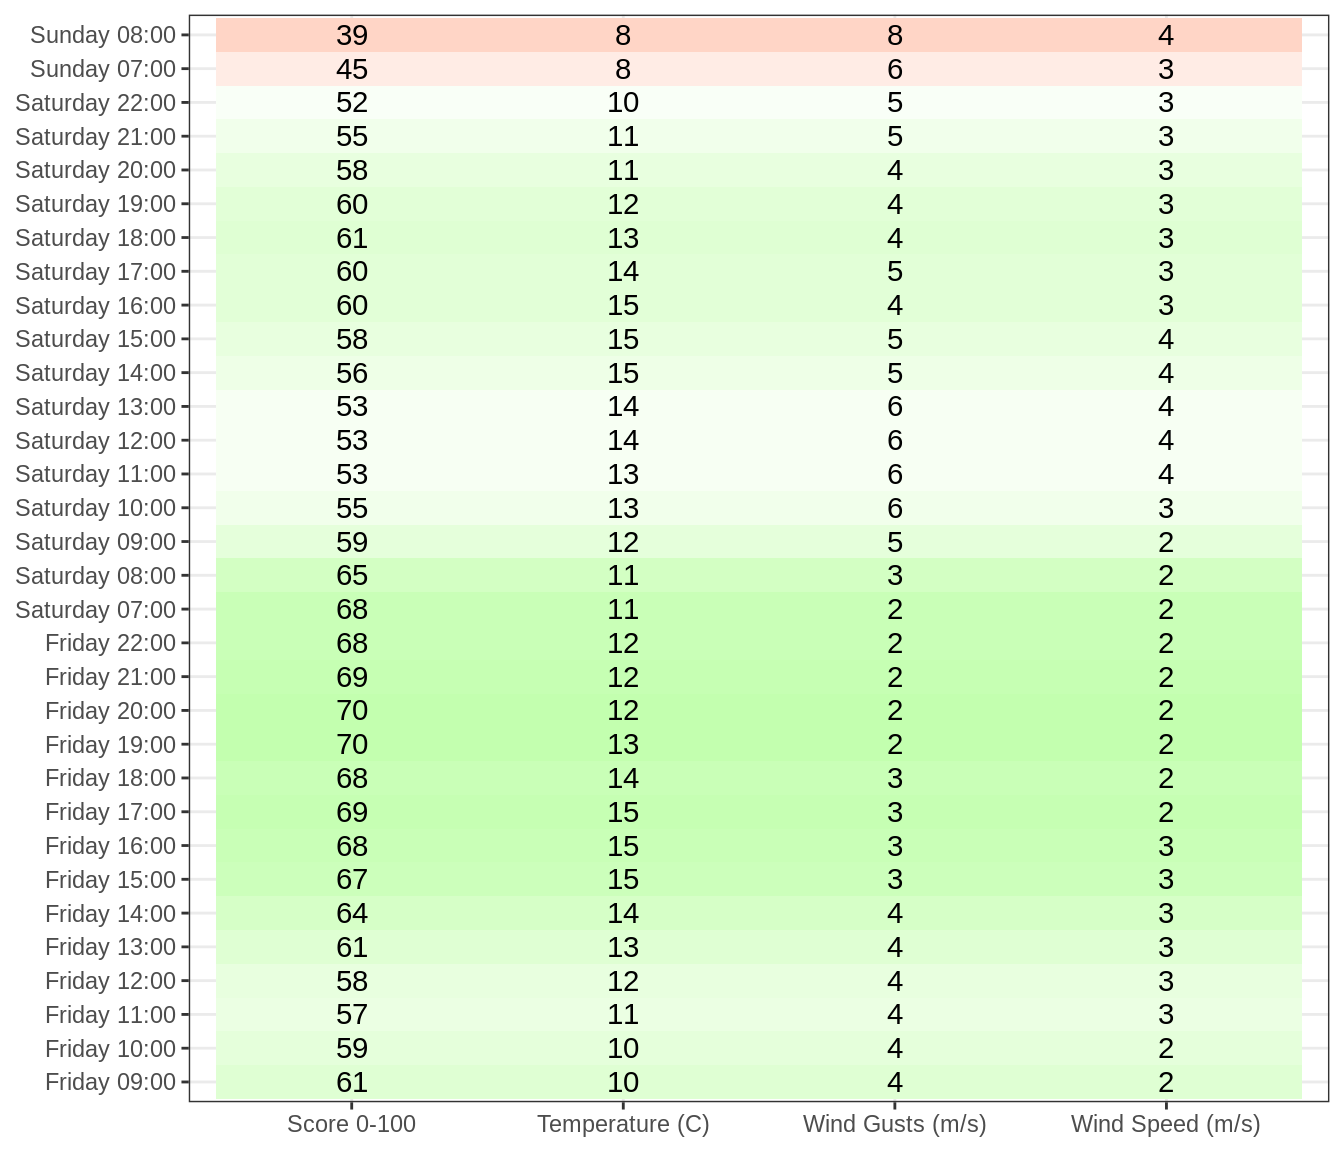 Sunday 08:00 39 8 8 4
Sunday 07:00 45 8 6 3
Saturday 22:00 52 10 5 3
Saturday 21:00 55 11 5 3
Saturday 20:00 58 11 4 3
Saturday 19:00 60 12 4 3
Saturday 18:00 61 13 4 3
Saturday 17:00 60 14 5 3
Saturday 16:00 60 15 4 3
Saturday 15:00 58 15 5 4
Saturday 14:00 56 15 5 4
Saturday 13:00 53 14 6 4
Saturday 12:00 53 14 6 4
Saturday 11:00 53 13 6 4
Saturday 10:00 55 13 6 3
Saturday 09:00 59 12 5 2
Saturday 08:00 65 11 3 2
Saturday 07:00 68 11 2 2
Friday 22:00 68 12 2 2
Friday 21:00 69 12 2 2
Friday 20:00 70 12 2 2
Friday 19:00 70 13 2 2
Friday 18:00 68 14 3 2
Friday 17:00 69 15 3 2
Friday 16:00 68 15 3 3
Friday 15:00 67 15 3 3
Friday 14:00 64 14 4 3
Friday 13:00 61 13 4 3
Friday 12:00 58 12 4 3
Friday 11:00 57 11 4 3
Friday 10:00 59 10 4 2
Friday 09:00 61 10 4 2
Score 0-100 Temperature (C) Wind Gusts (m/s) Wind Speed (m/s)